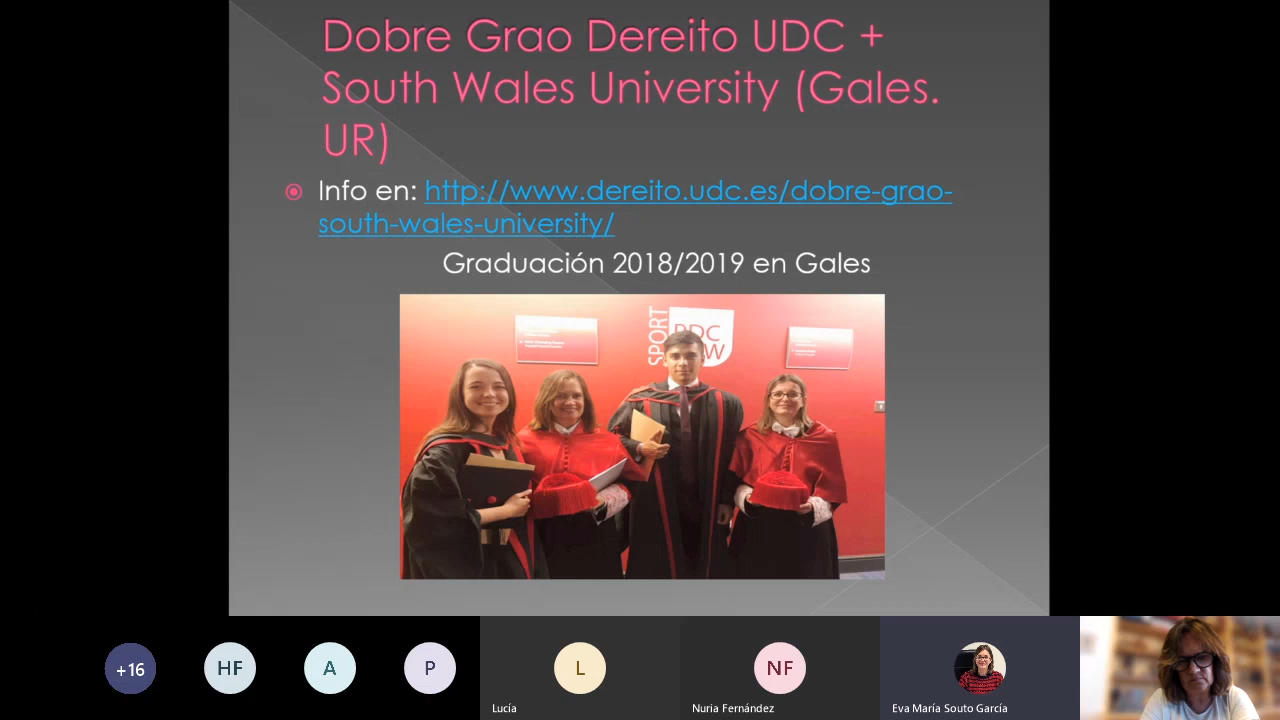 Dobre Grao Dereito UDC +
South Wales University (Gales.
UR)
Info en: http://www.dereito.udc.es/dobre-grao-
south-wales-university/
Graduación 2018/2019 en Gales
SPORT
+16
HF
A
P
L
NF
Lucía
Nuria Fernández
Eva María Souto García